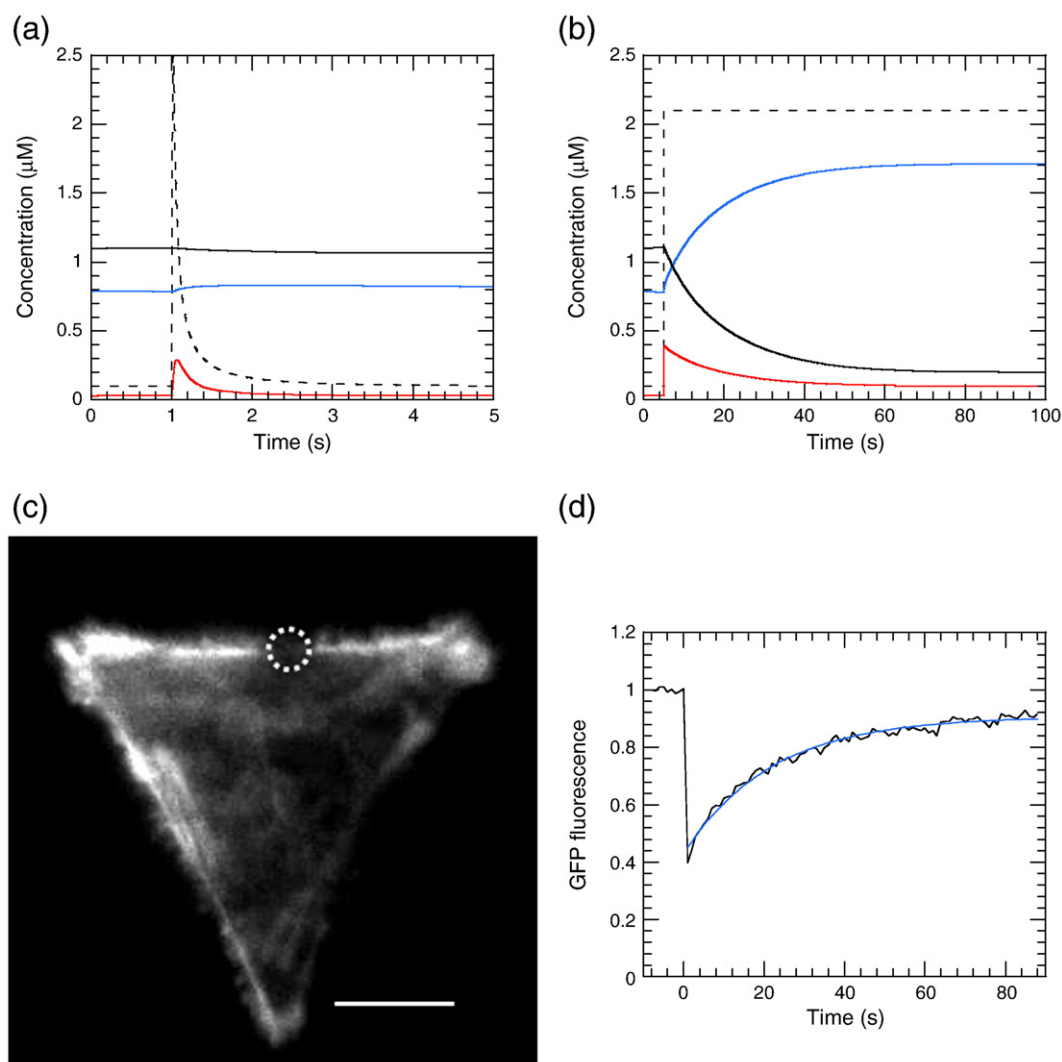 (a)
(b)
2.5
2
1.5
1
0.5
0
Concentration (μM)
0 1 2 3 4 5
Time (s)
2.5
2
1.5
1
0.5
0
Concentration (μM)
0 20 40 60 80 100
Time (s)
(c)
(d)
1.2
1
0.8
0.6
0.4
0.2
0
GFP fluorescence
0 20 40 60 80
Time (s)